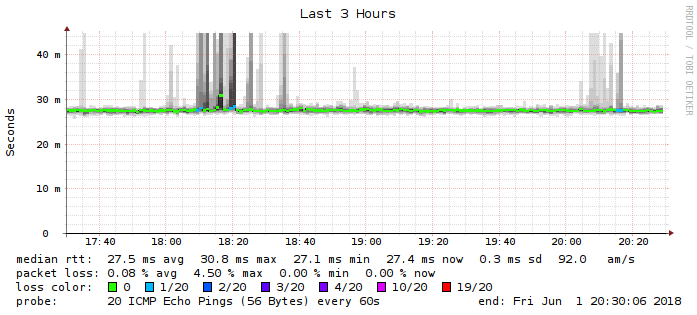 Last 3 Hours
RRDTOOL / TOBI OETIKER
Seconds
40 m
30 m
20 m
10 m
0
17:40 18:00 18:20 18:40 19:00 19:20 19:40 20:00 20:20
median rtt: 27.5 ms avg 30.8 ms max 27.1 ms min 27.4 ms now 0.3 ms sd 92.0 am/s
packet loss: 0.08 % avg 4.50 % max 0.00 % min 0.00 % now
loss color: 0 1/20 2/20 3/20 4/20 10/20 19/20
probe: 20 ICMP Echo Pings (56 Bytes) every 60s end: Fri Jun 1 20:30:06 2018